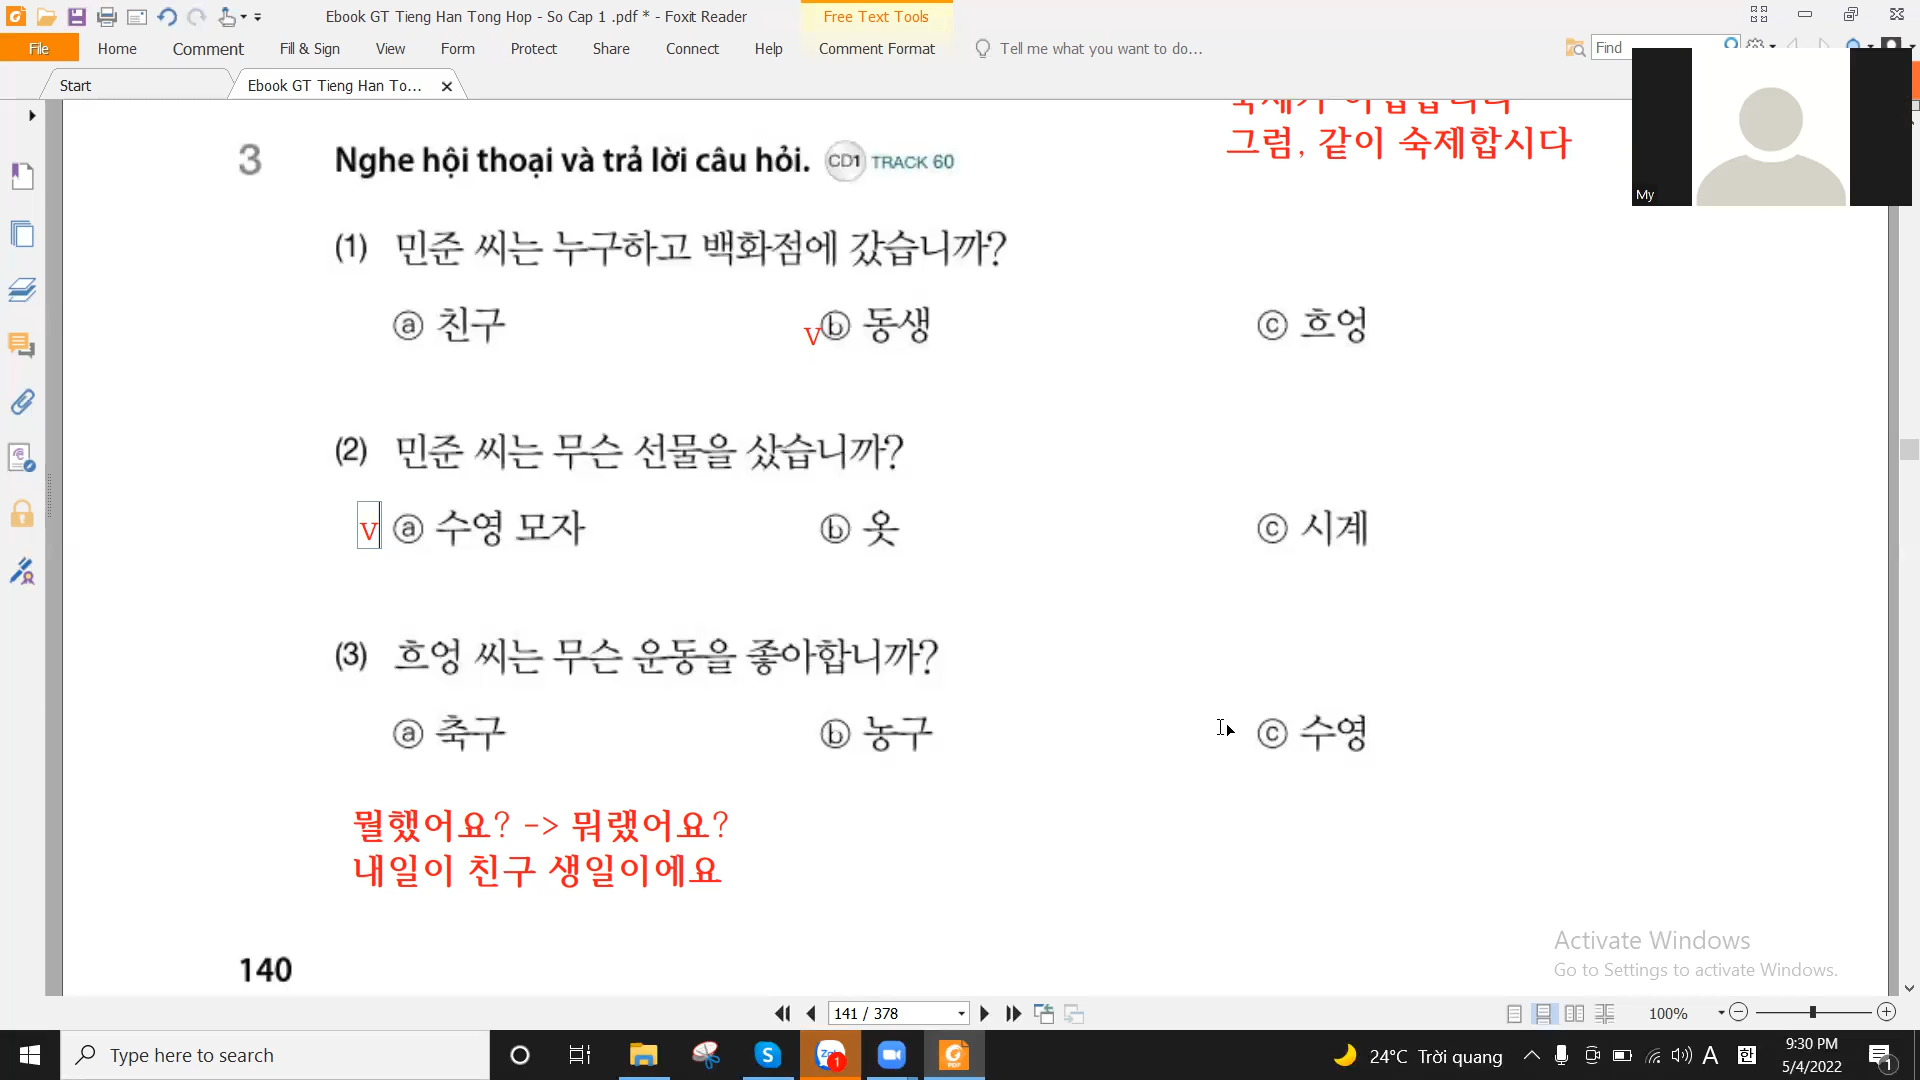 Ebook GT Tieng Han Tong Hop - So Cap 1 .pdf * - Foxit Reader
Free Text Tools
File Home Comment Fill & Sign View Form Protect Share Connect Help Comment Format Tell me what you want to do... Find
Start Ebook GT Tieng Han To...
그럼, 같이 숙제합시다
My
3 Nghe hội thoại và trả lời câu hỏi. CD1 TRACK 60
(1) 민준 씨는 누구하고 백화점에 갔습니까?
ⓐ 친구 V ⓑ 동생 ⓒ 흐엉
(2) 민준 씨는 무슨 선물을 샀습니까?
V ⓐ 수영 모자 ⓑ 옷 ⓒ 시계
(3) 흐엉 씨는 무슨 운동을 좋아합니까?
ⓐ 축구 ⓑ 농구 ⓒ 수영
뭘했어요? -> 뭐랬어요?
내일이 친구 생일이에요
140
Activate Windows
Go to Settings to activate Windows.
141 / 378
100%
Type here to search
24°C Trời quang
A 한
9:30 PM
5/4/2022
1
1